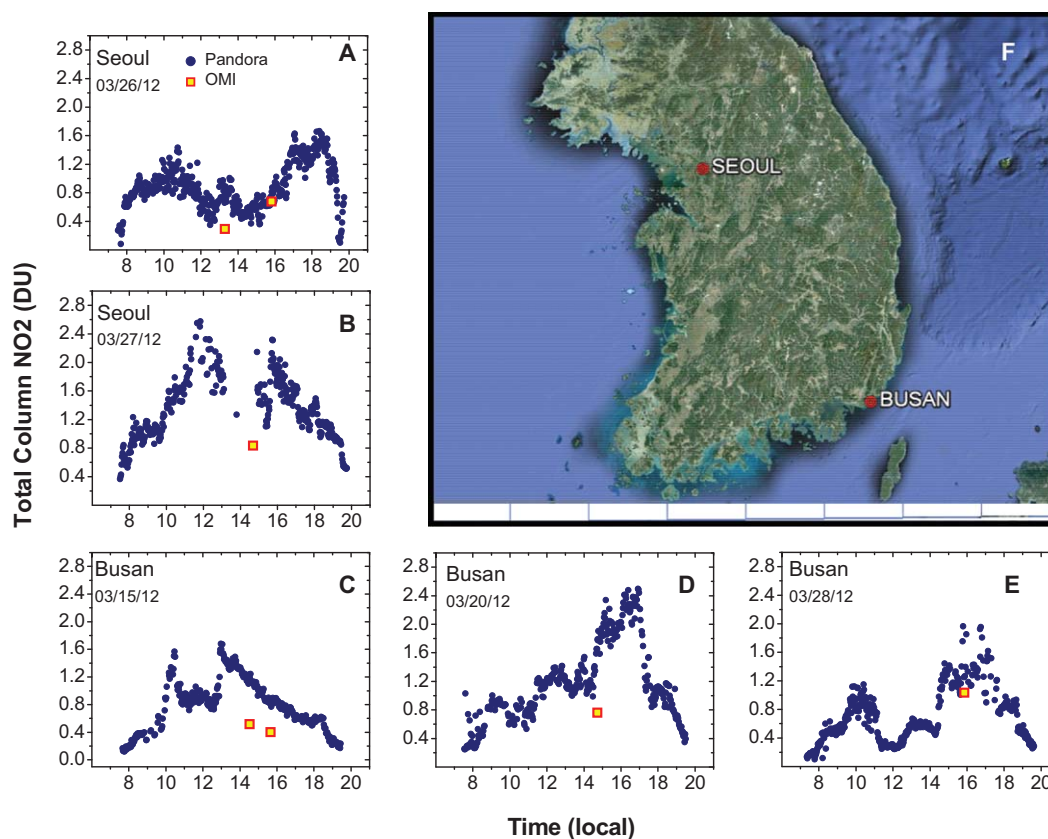 Total Column NO2 (DU)
Seoul
03/26/12
Pandora
OMI
A
2.8
2.4
2.0
1.6
1.2
0.8
0.4
8 10 12 14 16 18 20
Seoul
03/27/12
B
2.8
2.4
2.0
1.6
1.2
0.8
0.4
8 10 12 14 16 18 20
F
SEOUL
BUSAN
Busan
03/15/12
C
2.8
2.4
2.0
1.6
1.2
0.8
0.4
0.0
8 10 12 14 16 18 20
Busan
03/20/12
D
2.8
2.4
2.0
1.6
1.2
0.8
0.4
8 10 12 14 16 18 20
Busan
03/28/12
E
2.8
2.4
2.0
1.6
1.2
0.8
0.4
8 10 12 14 16 18 20
Time (local)